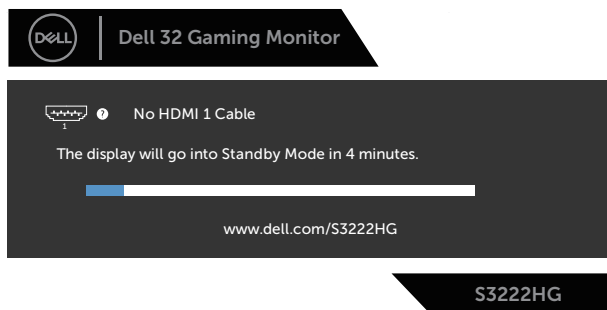 DELL
Dell 32 Gaming Monitor
? No HDMI 1 Cable
1
The display will go into Standby Mode in 4 minutes.
www.dell.com/S3222HG
S3222HG